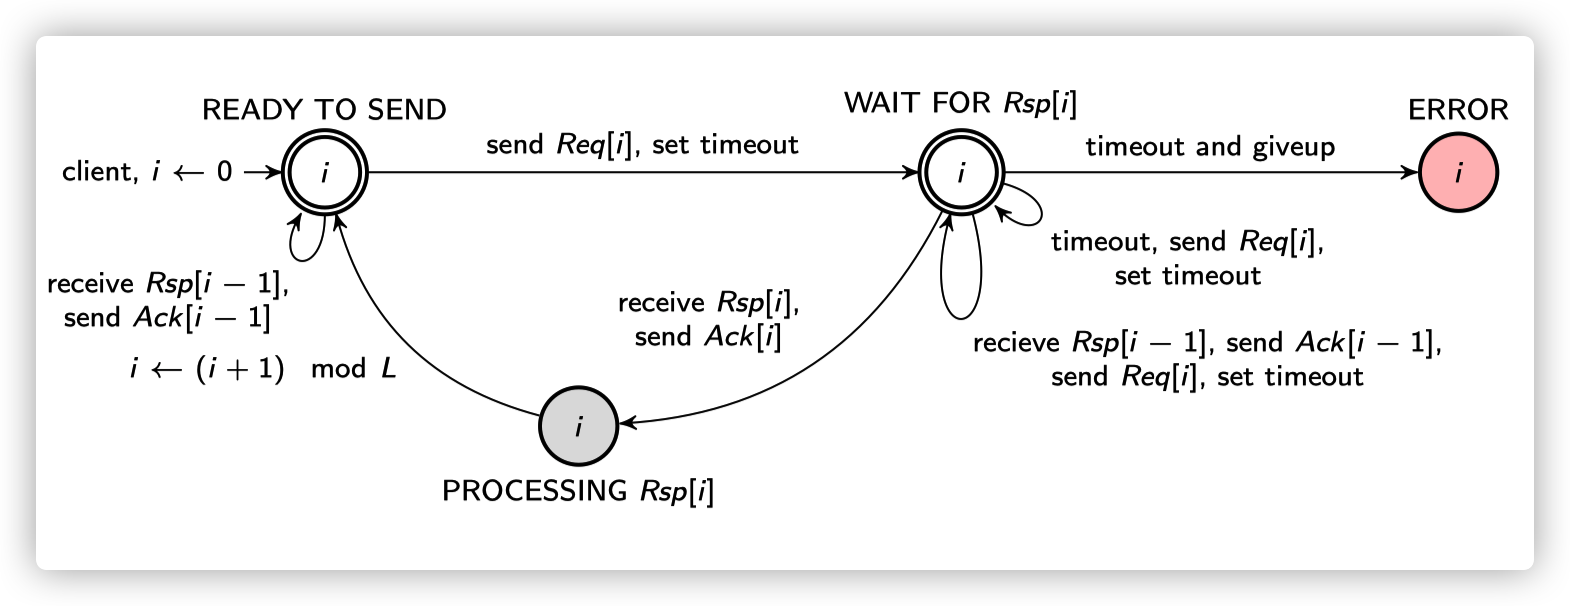 READY TO SEND
WAIT FOR Rsp[i]
ERROR
client, i ← 0
i
send Req[i], set timeout
i
timeout and giveup
i
receive Rsp[i − 1],
send Ack[i − 1]
timeout, send Req[i],
set timeout
receive Rsp[i],
send Ack[i]
recieve Rsp[i − 1], send Ack[i − 1],
send Req[i], set timeout
i ← (i + 1) mod L
i
PROCESSING Rsp[i]